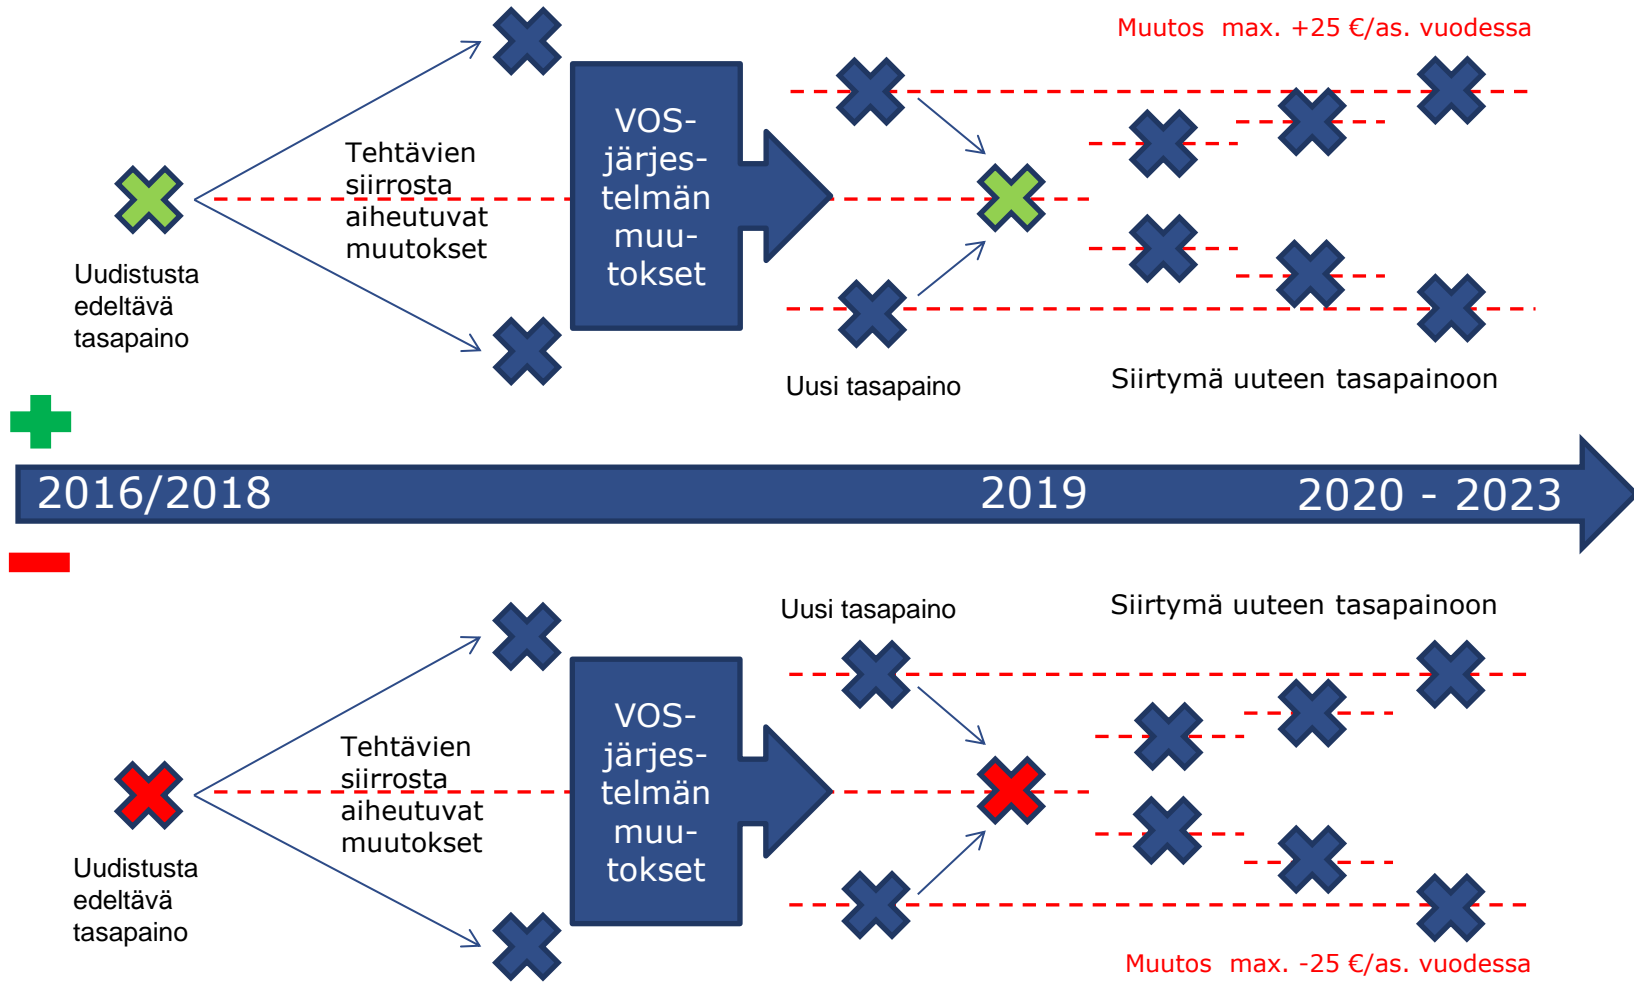 Muutos max. +25 €/as. vuodessa
Tehtävien
siirrosta
aiheutuvat
muutokset
VOS-
järjes-
telmän
muu-
tokset
Uudistusta
edeltävä
tasapaino
Uusi tasapaino
Siirtymä uuteen tasapainoon
2016/2018
2019
2020 - 2023
Uusi tasapaino
Siirtymä uuteen tasapainoon
Tehtävien
siirrosta
aiheutuvat
muutokset
VOS-
järjes-
telmän
muu-
tokset
Uudistusta
edeltävä
tasapaino
Muutos max. -25 €/as. vuodessa